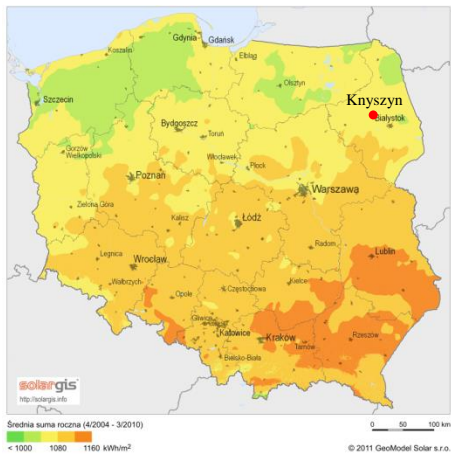 Gdynia
Gdańsk
Koszalin
Elbląg
Szczecin
Olsztyn
Knyszyn
Białystok
Bydgoszcz
Toruń
Gorzów
Wielkopolski
Włocławek
Płock
Poznań
Warszawa
Zielona Góra
Kalisz
Łódź
Radom
Lublin
Legnica
Wrocław
Wałbrzych
Opole
Częstochowa
Kielce
Gliwice
Katowice
Kraków
Tarnów
Rzeszów
Bielsko-Biała
solargis
http://solargis.info
Średnia suma roczna (4/2004 - 3/2010)
0 50 100 km
< 1000 1080 1160 kWh/m²
© 2011 GeoModel Solar s.r.o.